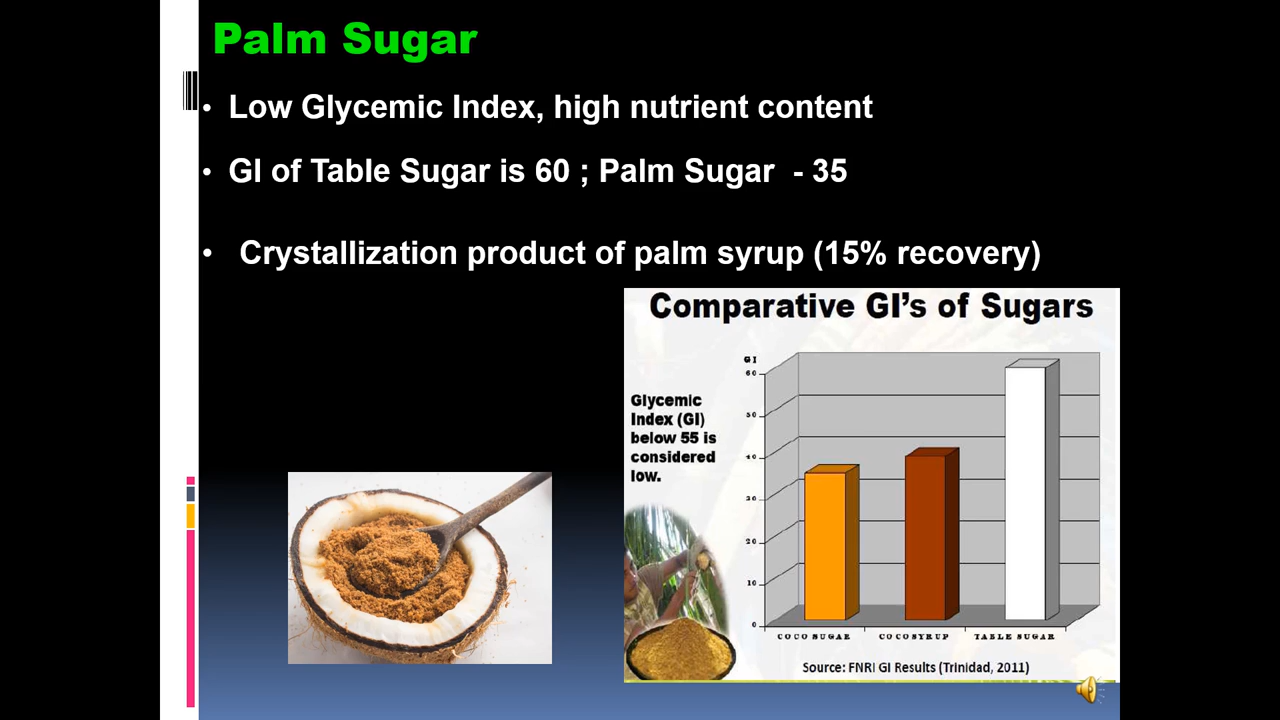 Palm Sugar
• Low Glycemic Index, high nutrient content
• GI of Table Sugar is 60 ; Palm Sugar - 35
• Crystallization product of palm syrup (15% recovery)
Comparative GI's of Sugars
Glycemic
Index (GI)
below 55 is
considered
low.
GI
60
50
40
30
20
10
0
COCO SUGAR COCOSYRUP TABLE SUGAR
Source: FNRI GI Results (Trinidad, 2011)